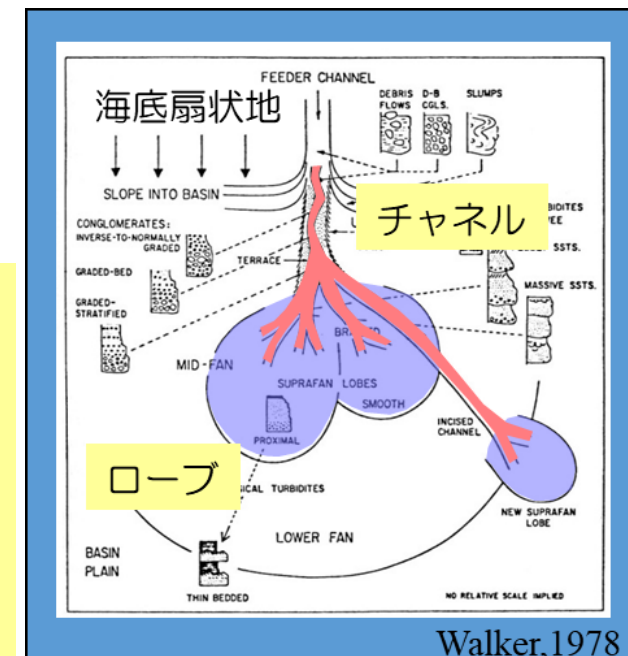 FEEDER CHANNEL
海底扇状地
DEBRIS
FLOWS
D-B
CGLS.
SLUMPS
SLOPE INTO BASIN
チャネル
CONGLOMERATES:
INVERSE-TO-NORMALLY
GRADED
TERRACE
GRADED-BED
SSTS.
MASSIVE SSTS.
GRADED-
STRATIFIED
MID-FAN
SUPRAFAN LOBES
SMOOTH
INCISED
CHANNEL
PROXIMAL
ローブ
TURBIDITES
NEW SUPRAFAN
LOBE
LOWER FAN
BASIN
PLAIN
THIN BEDDED
NO RELATIVE SCALE IMPLIED
Walker,1978